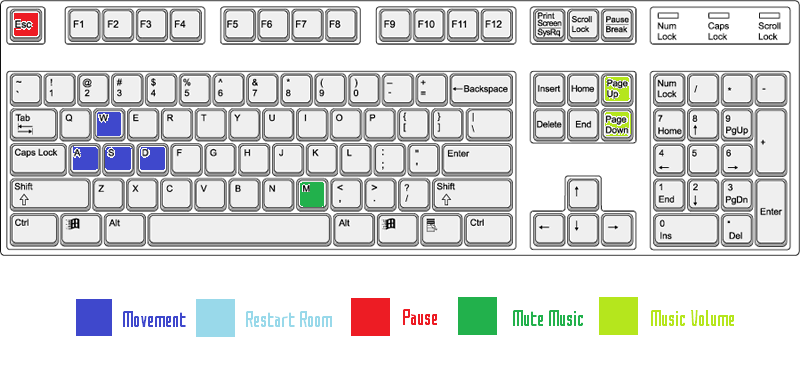 Esc F1 F2 F3 F4 F5 F6 F7 F8 F9 F10 F11 F12 Print Screen SysRq Scroll Lock Pause Break Num Lock Caps Lock Scroll Lock
~ ` ! 1 @ 2 # 3 $ 4 % 5 ^ 6 & 7 * 8 ( 9 ) 0 - - + = ←Backspace Insert Home Page Up Num Lock / * -
Tab Q W E R T Y U I O P { [ } ] | \ Delete End Page Down 7 Home 8 ↑ 9 PgUp +
Caps Lock A S D F G H J K L : ; " , Enter 4 ← 5 6 →
Shift Z X C V B N M < , > . ? / Shift ↑ 1 End 2 ↓ 3 PgDn Enter
Ctrl Alt Alt Ctrl ← ↓ → 0 Ins * Del
Movement Restart Room Pause Mute Music Music Volume